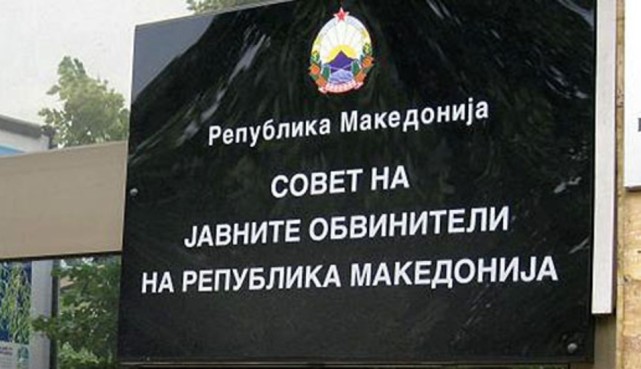 Република Македонија
СОВЕТ НА
ЈАВНИТЕ ОБВИНИТЕЛИ
НА РЕПУБЛИКА МАКЕДОНИЈА